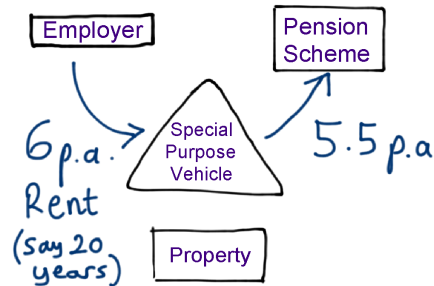 Employer
Pension
Scheme
Special
Purpose
Vehicle
6 p.a.
Rent
(say 20
years)
5.5 p.a
Property